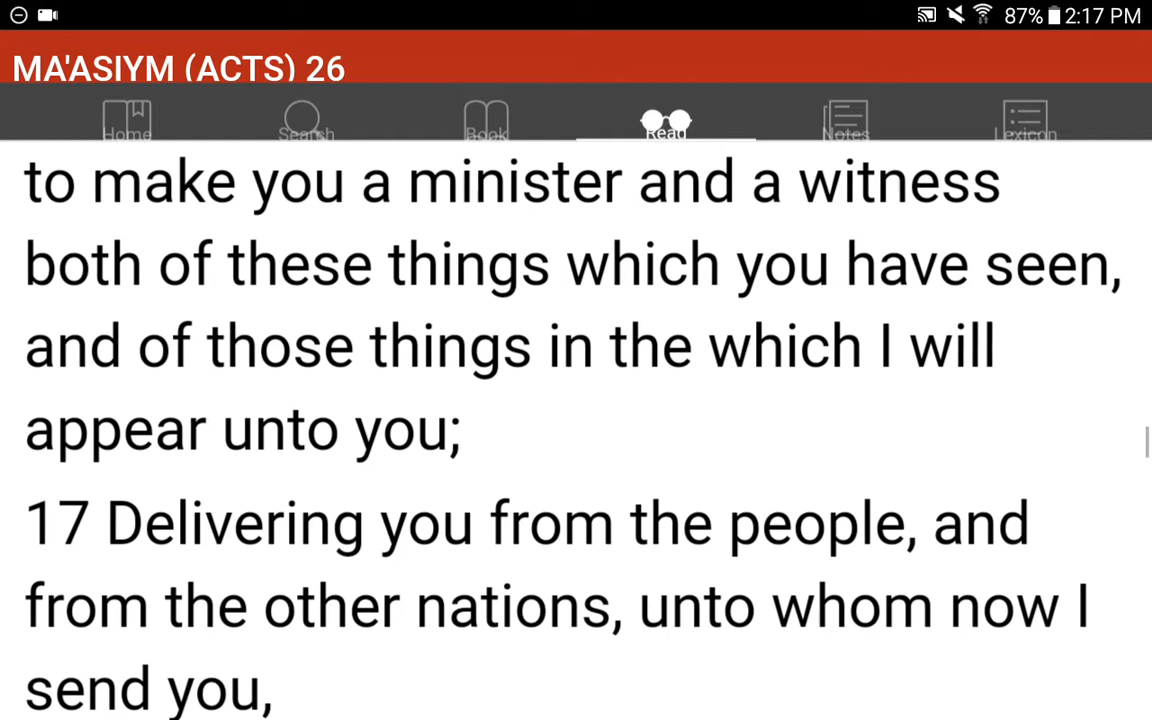 87% 2:17 PM
MA'ASIYM (ACTS) 26
Home Search Book Read Notes Lexicon
to make you a minister and a witness
both of these things which you have seen,
and of those things in the which I will
appear unto you;
17 Delivering you from the people, and
from the other nations, unto whom now I
send you,